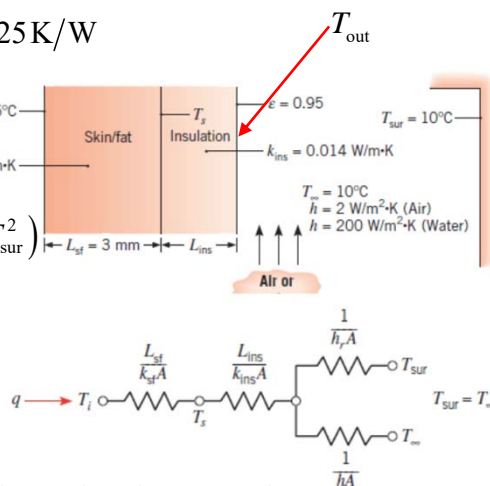 25 K/W
T_out
°C
ε = 0.95
T_s
T_sur = 10°C
Skin/fat
Insulation
k_ins = 0.014 W/m·K
·K
T_∞ = 10°C
h = 2 W/m²·K (Air)
h = 200 W/m²·K (Water)
2
sur )
L_sf = 3 mm
L_ins
Air or
L_sf
k_sf A
L_ins
k_ins A
1
h_r A
T_sur
q
T_i
T_s
T_sur = T
T_∞
1
hA